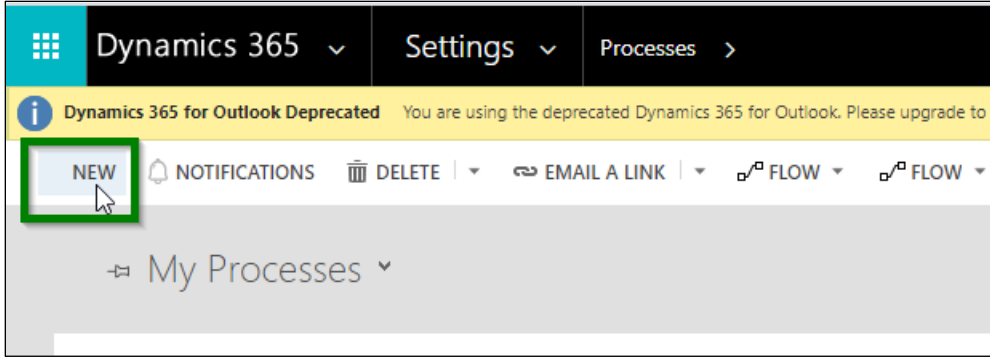 Dynamics 365 Settings Processes
Dynamics 365 for Outlook Deprecated You are using the deprecated Dynamics 365 for Outlook. Please upgrade to
NEW NOTIFICATIONS DELETE EMAIL A LINK FLOW FLOW
My Processes